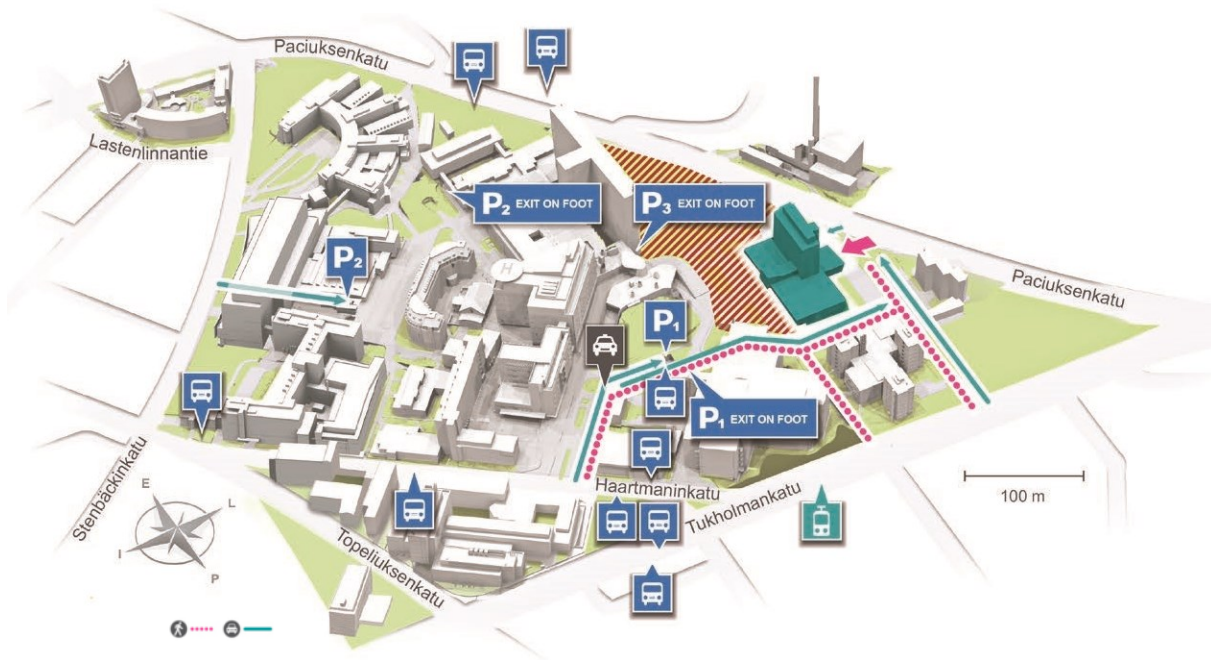 Paciuksenkatu
Lastenlinnantie
P2 EXIT ON FOOT
P3 EXIT ON FOOT
P2
H
Paciuksenkatu
P1
P1 EXIT ON FOOT
Haartmaninkatu
100 m
Tukholmankatu
Stenbäckinkatu
Topeliuksenkatu
E
L
I
P